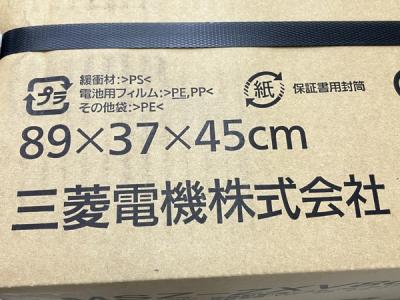 プラ
緩衝材:>PS<
電池用フィルム:>PE,PP<
その他袋:>PE<
紙
保証書用封筒
89×37×45cm
三菱電機株式会社